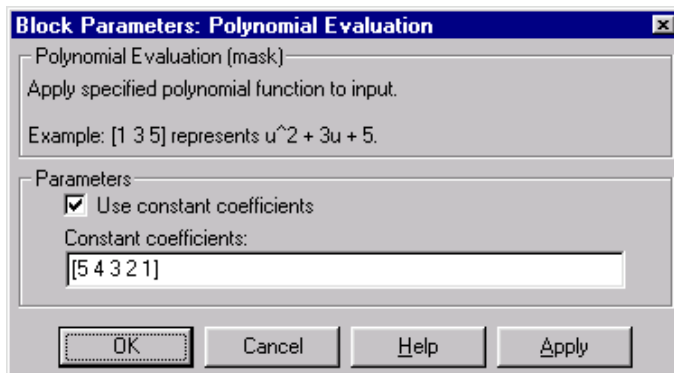 Block Parameters: Polynomial Evaluation
Polynomial Evaluation (mask)
Apply specified polynomial function to input.
Example: [1 3 5] represents u^2 + 3u + 5.
Parameters
Use constant coefficients
Constant coefficients:
[5 4 3 2 1]
OK Cancel Help Apply